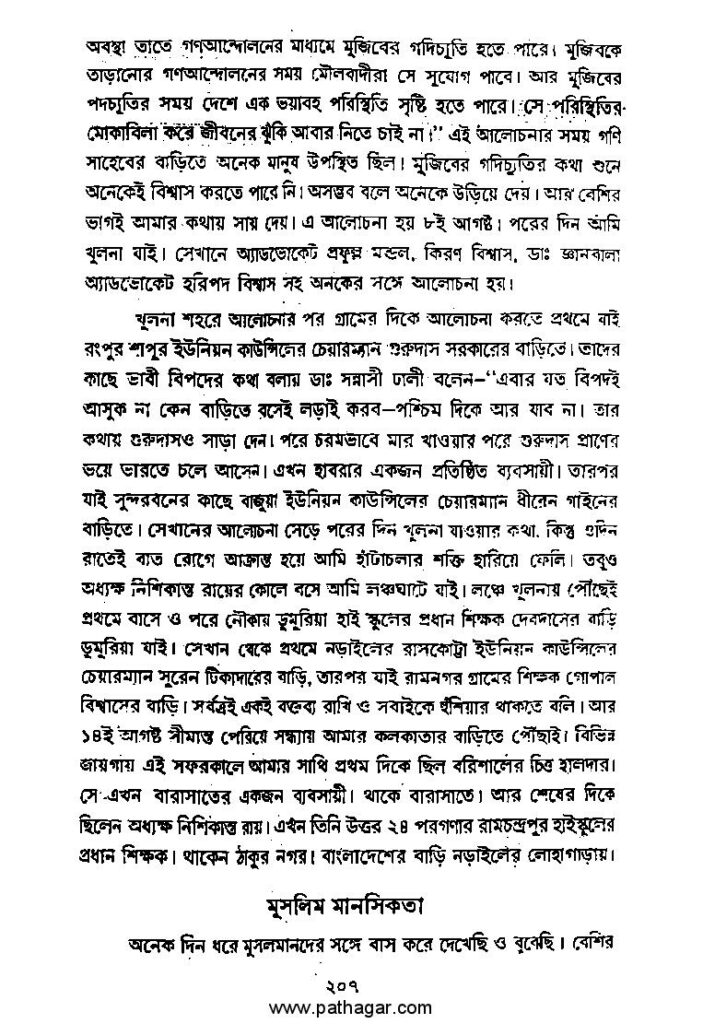 অবস্থা তাতে গণআন্দোলনের মাধ্যমে মুজিবের গদিচ্যুতি হতে পারে। মুজিবকে
তাড়ানোর গণআন্দোলনের সময় মৌলবাদীরা সে সুযোগ পাবে। আর মুজিবের
পদচ্যুতির সময় দেশে এক ভয়াবহ পরিস্থিতি সৃষ্টি হতে পারে। সে পরিস্থিতির
মোকাবিলা করে জীবনের ঝুঁকি আবার নিতে চাই না।” এই আলোচনার সময় গণি
সাহেবের বাড়িতে অনেক মানুষ উপস্থিত ছিল। মুজিবের গদিচ্যুতির কথা শুনে
অনেকেই বিশ্বাস করতে পারে নি। অসম্ভব বলে অনেকে উড়িয়ে দেয়। আর বেশির
ভাগই আমার কথায় সায় দেয়। এ আলোচনা হয় ৮ই আগষ্ট। পরের দিন আমি
খুলনা যাই। সেখানে অ্যাডভোকেট প্রফুল্ল মন্ডল, কিরণ বিশ্বাস, ডাঃ জ্ঞানবালা
অ্যাডভোকেট হরিপদ বিশ্বাস সহ অনকের সঙ্গে আলোচনা হয়।
খুলনা শহরে আলোচনার পর গ্রামের দিকে আলোচনা করতে প্রথমে যাই
রংপুর শাপুর ইউনিয়ন কাউন্সিলের চেয়ারম্যান গুরুদাস সরকারের বাড়িতে। তাদের
কাছে ভাবী বিপদের কথা বলায় ডাঃ সন্নাসী ঢালী বলেন–“এবার যত বিপদই
আসুক না কেন বাড়িতে বসেই লড়াই করব–পশ্চিম দিকে আর যাব না। তার
কথায় গুরুদাসও সাড়া দেন। পরে চরমভাবে মার খাওয়ার পরে গুরুদাস প্রাণের
ভয়ে ভারতে চলে আসেন। এখন হাবরার একজন প্রতিষ্ঠিত ব্যবসায়ী। তারপর
যাই সুন্দরবনের কাছে বাজুয়া ইউনিয়ন কাউন্সিলের চেয়ারম্যান ধীরেন গাইনের
বাড়িতে। সেখানের আলোচনা সেড়ে পরের দিন খুলনা যাওয়ার কথা, কিন্তু ওদিন
রাতেই বাত রোগে আক্রান্ত হয়ে আমি হাঁটাচলার শক্তি হারিয়ে ফেলি। তবুও
অধ্যক্ষ নিশিকান্ত রায়ের কোলে বসে আমি লঞ্চঘাটে যাই। লঞ্চে খুলনায় পৌঁছেই
প্রথমে বাসে ও পরে নৌকায় ডুমুরিয়া হাই স্কুলের প্রধান শিক্ষক দেবদাসের বাড়ি
ডুমুরিয়া যাই। সেখান থেকে প্রথমে নড়াইলের রাসকোট্টা ইউনিয়ন কাউন্সিলের
চেয়ারম্যান সুরেন টিকাদারের বাড়ি, তারপর যাই রামনগর গ্রামের শিক্ষক গোপাল
বিশ্বাসের বাড়ি। সর্বত্রই একই বক্তব্য রাখি ও সবাইকে হুঁশিয়ার থাকতে বলি। আর
১৪ই আগষ্ট সীমান্ত পেরিয়ে সন্ধ্যায় আমার কলকাতার বাড়িতে পৌঁছাই। বিভিন্ন
জায়গায় এই সফরকালে আমার সাথি প্রথম দিকে ছিল বরিশালের চিত্ত হালদার।
সে এখন বারাসাতের একজন ব্যবসায়ী। থাকে বারাসাতে। আর শেষের দিকে
ছিলেন অধ্যক্ষ নিশিকান্ত রায়। এখন তিনি উত্তর ২৪ পরগণার রামচন্দ্রপুর হাইস্কুলের
প্রধান শিক্ষক। থাকেন ঠাকুর নগর। বাংলাদেশের বাড়ি নড়াইলের লোহাগাড়ায়।
মুসলিম মানসিকতা
অনেক দিন ধরে মুসলমানদের সঙ্গে বাস করে দেখেছি ও বুঝেছি। বেশির
২০৭
www.pathagar.com